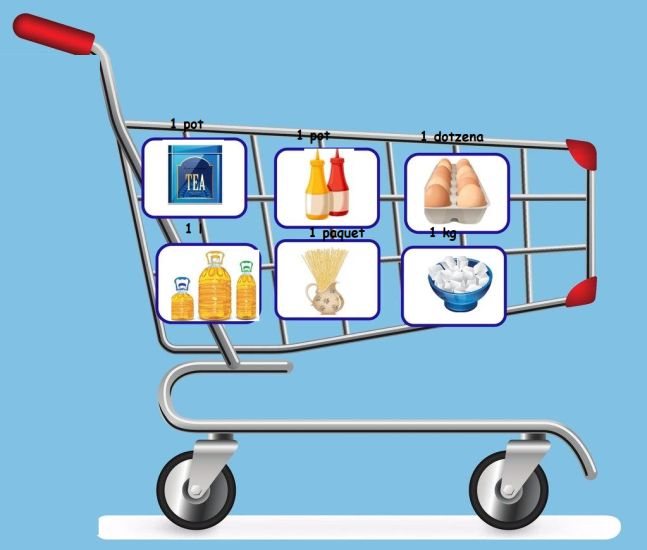 1 pot
1 pot
1 dotzena
TEA
1 l
1 paquet
1 kg